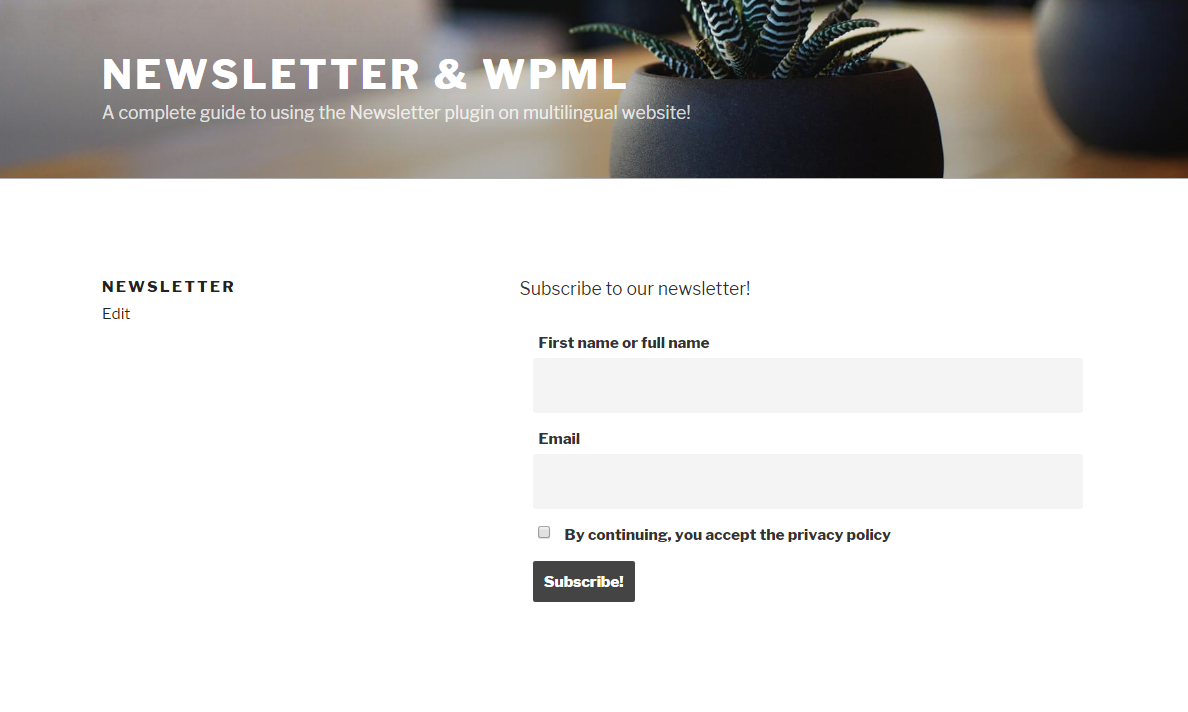 NEWSLETTER & WPML
A complete guide to using the Newsletter plugin on multilingual website!
NEWSLETTER
Edit
Subscribe to our newsletter!
First name or full name
Email
By continuing, you accept the privacy policy
Subscribe!